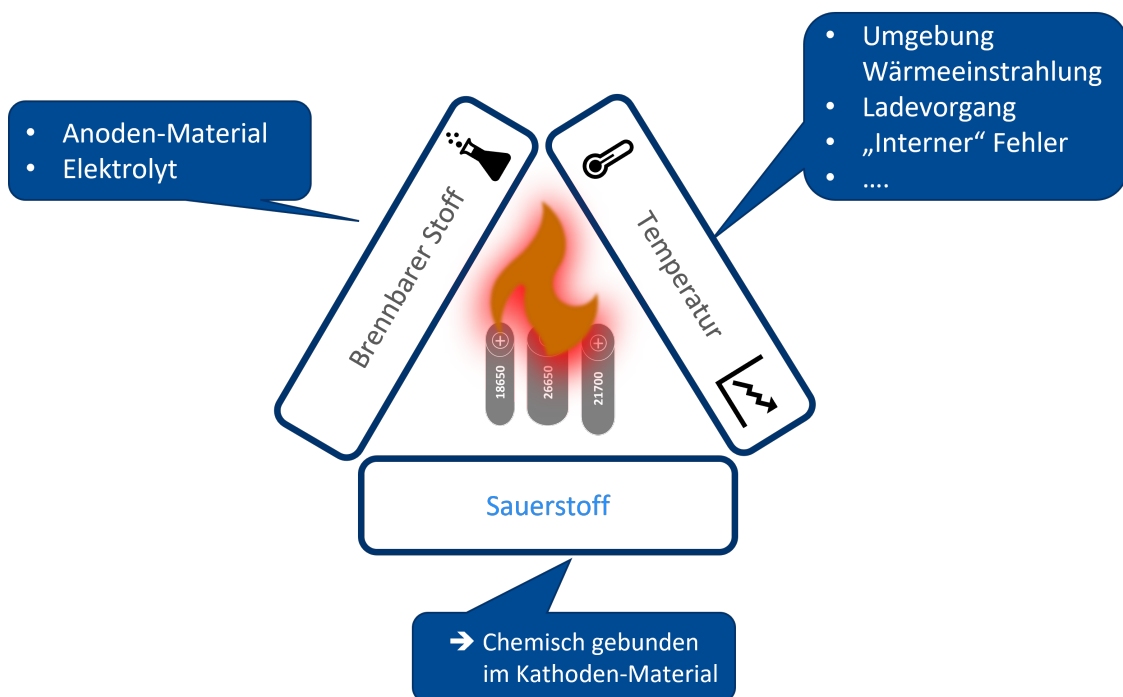 • Umgebung
Wärmeeinstrahlung
• Ladevorgang
• „Interner“ Fehler
• ....
• Anoden-Material
• Elektrolyt
Brennbarer Stoff
Temperatur
18650
26650
21700
Sauerstoff
➔ Chemisch gebunden
im Kathoden-Material